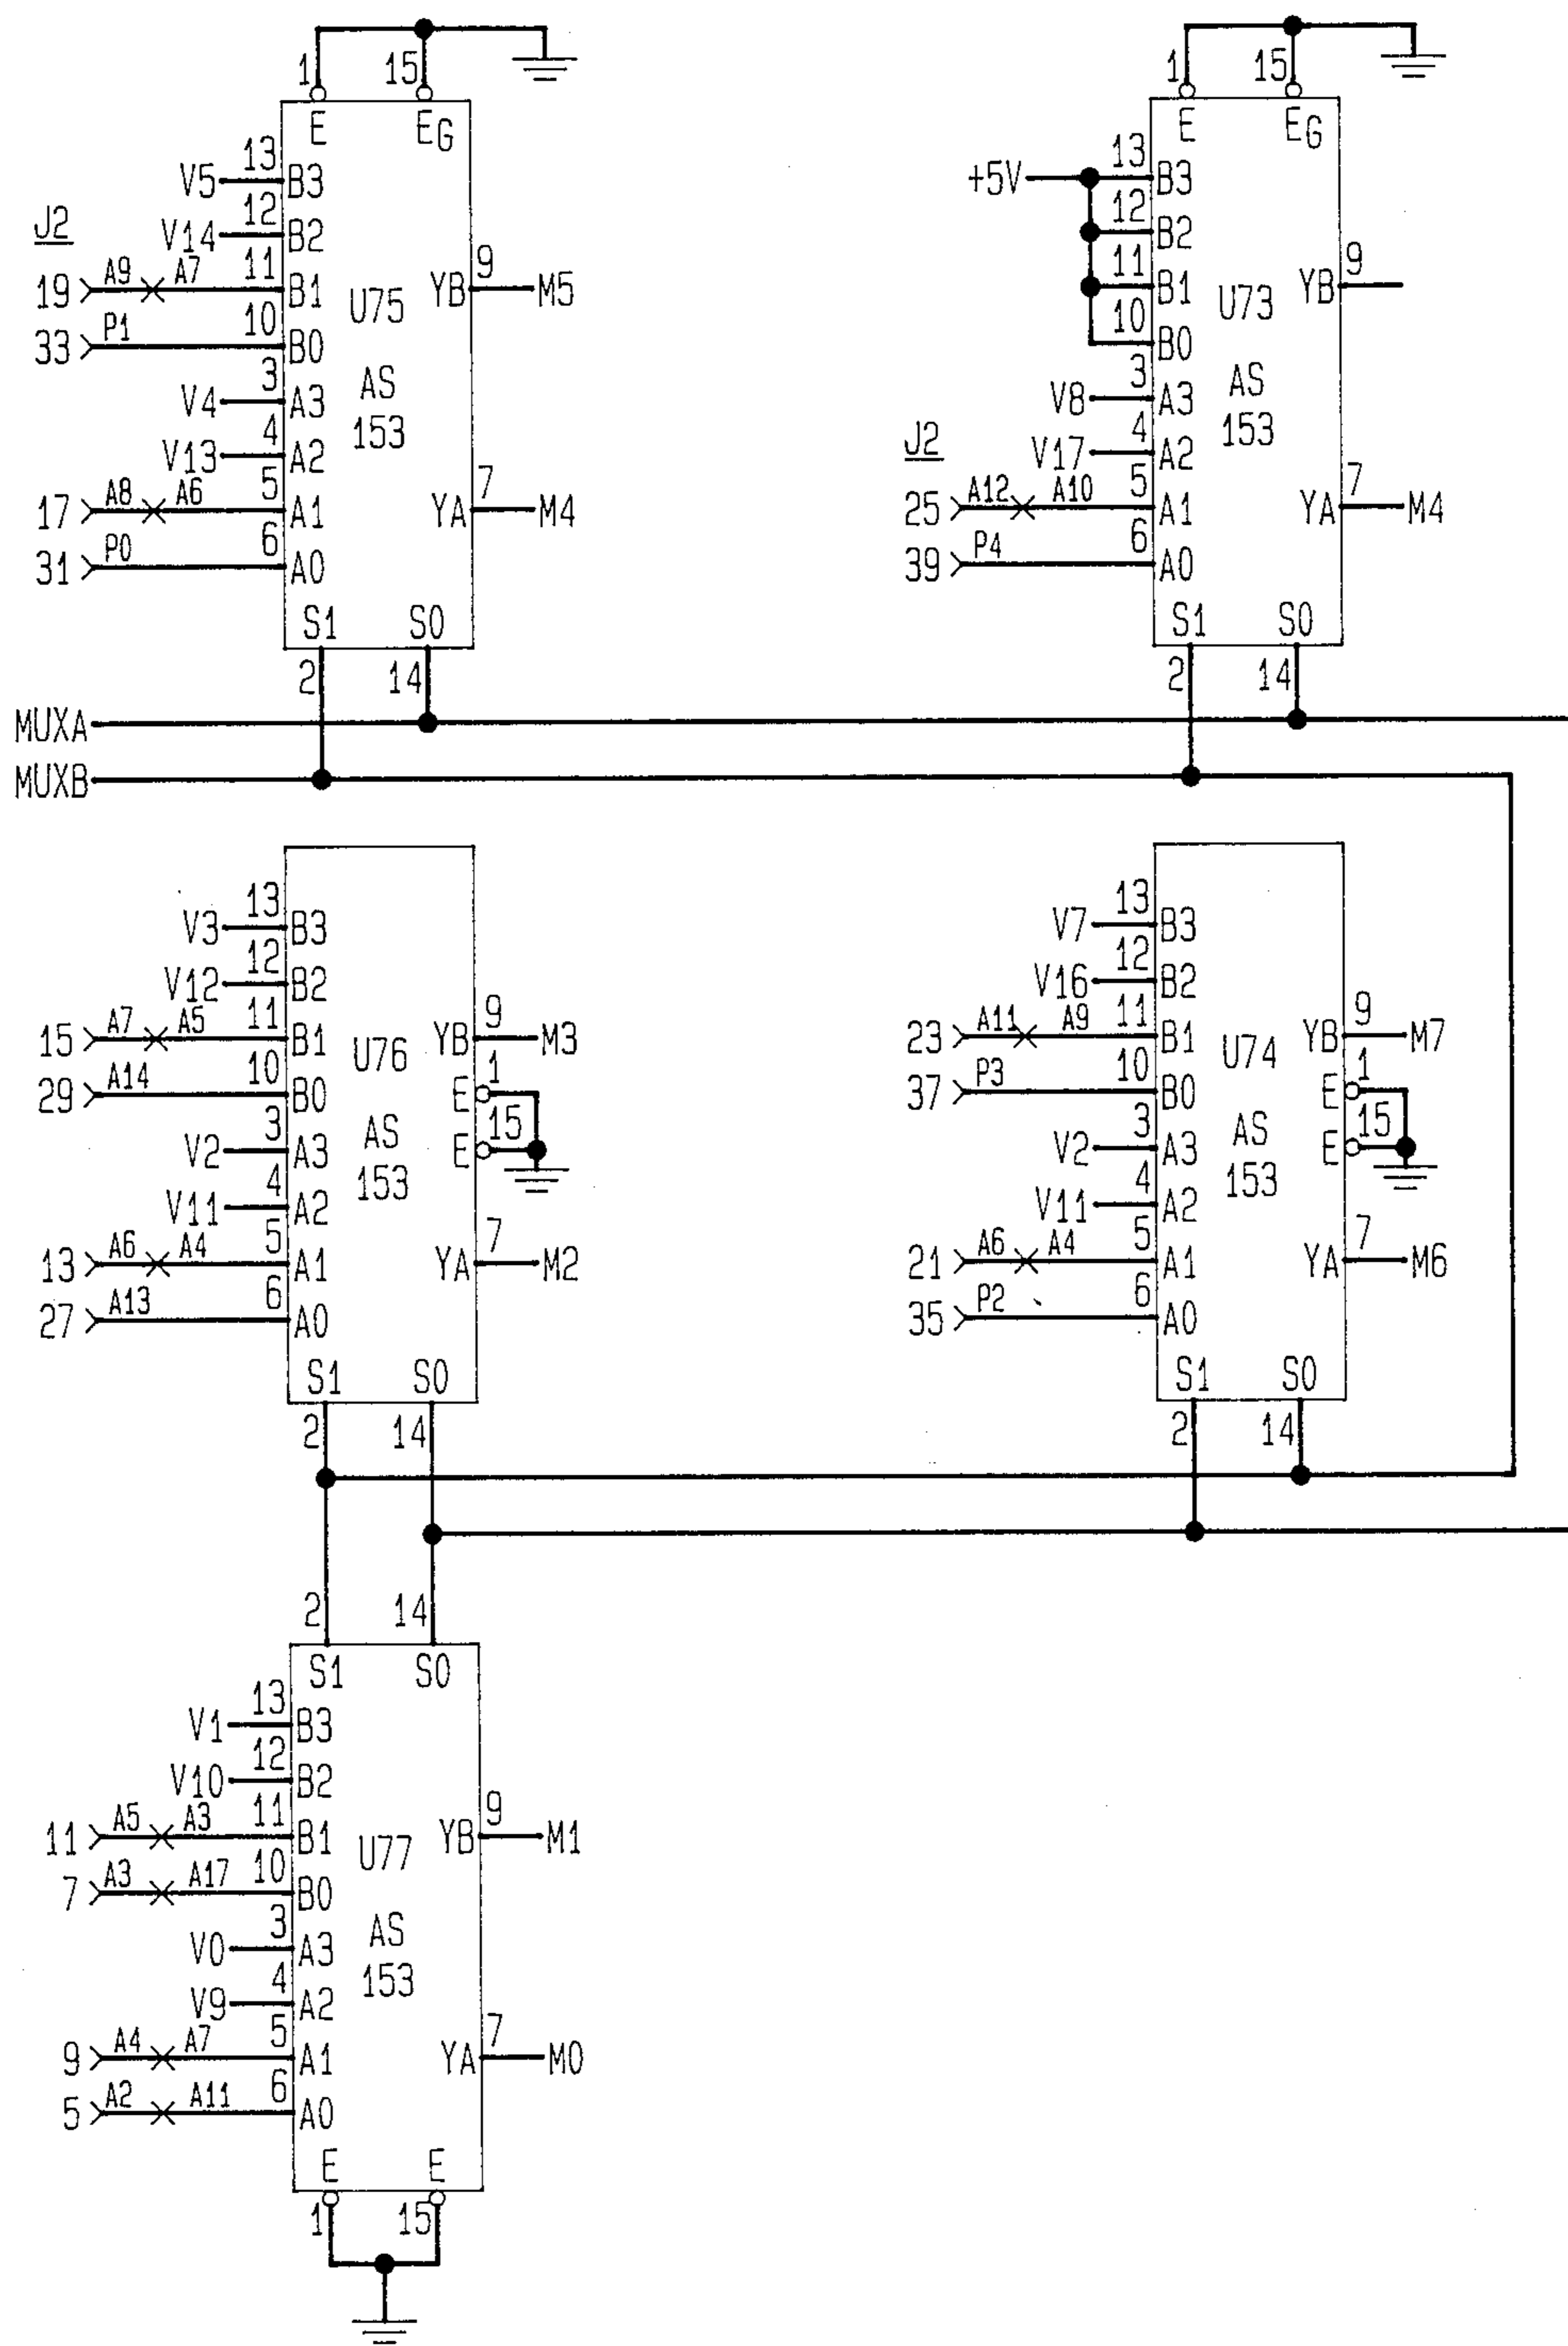 1 15
E EG
13
V5 B3
12
J2
V14 B2
19 A9 A7 11 B1
33 P1 10 B0
3
V4 A3
4
V13 A2
17 A8 A6 5 A1
31 P0 6 A0
U75
AS
153
YB 9 M5
YA 7 M4
S1 S0
2 14
1 15
E EG
13
+5V B3
12
B2
11
B1
10
B0
3
V8 A3
4
J2
V17 A2
25 A12 A10 5 A1
39 P4 6 A0
U73
AS
153
YB 9
YA 7 M4
S1 S0
2 14
MUXA
MUXB
13
V3 B3
12
V12 B2
15 A7 A5 11 B1
29 A14 10 B0
3
V2 A3
4
V11 A2
13 A6 A4 5 A1
27 A13 6 A0
U76
AS
153
YB 9 M3
E 1
E 15
YA 7 M2
S1 S0
2 14
13
V7 B3
12
V16 B2
23 A11 A9 11 B1
37 P3 10 B0
3
V2 A3
4
V11 A2
21 A6 A4 5 A1
35 P2 6 A0
U74
AS
153
YB 9 M7
E 1
E 15
YA 7 M6
S1 S0
2 14
2 14
S1 S0
13
V1 B3
12
V10 B2
11 A5 A3 11 B1
7 A3 A17 10 B0
3
V0 A3
4
V9 A2
9 A4 A7 5 A1
5 A2 A11 6 A0
U77
AS
153
YB 9 M1
YA 7 M0
E E
1 15